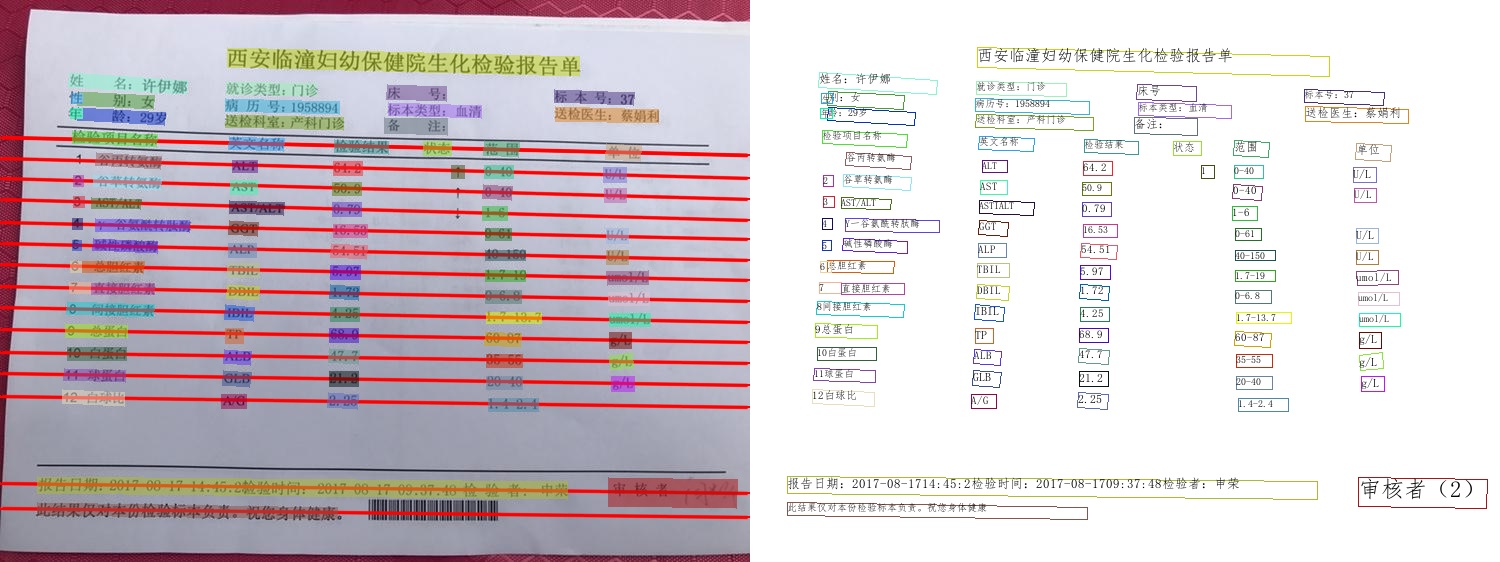 西安临潼妇幼保健院生化检验报告单
姓 名: 许伊娜 就诊类型: 门诊 床 号: 标 本 号: 37
性 别: 女 病 历 号: 1958894 标本类型: 血清 送检医生: 蔡娟利
年 龄: 29岁 送检科室: 产科门诊 备 注:
检验项目名称 英文名称 检验结果 状态 范 围 单 位
1 谷丙转氨酶 ALT 64.2 ↑ 0-40 U/L
2 谷草转氨酶 AST 50.9 ↑ 0-40 U/L
3 AST/ALT AST/ALT 0.79 ↓ 1-6
4 γ-谷氨酰转肽酶 GGT 16.53 0-61 U/L
5 碱性磷酸酶 ALP 54.51 40-150 U/L
6 总胆红素 TBIL 5.97 1.7-19 umol/L
7 直接胆红素 DBIL 1.72 0-6.8 umol/L
8 间接胆红素 IBIL 4.25 1.7-13.7 umol/L
9 总蛋白 TP 68.9 60-87 g/L
10 白蛋白 ALB 47.7 35-55 g/L
11 球蛋白 GLB 21.2 20-40 g/L
12 白球比 A/G 2.25 1.4-2.4
报告日期: 2017-08-17 14:45:2检验时间: 2017-08-17 09:37:48 检 验 者: 申荣 审 核 者
此结果仅对本份检验标本负责。祝您身体健康。
西安临潼妇幼保健院生化检验报告单
姓名: 许伊娜 就诊类型: 门诊 床号 标本号: 37
性别: 女 病历号: 1958894 标本类型: 血清 送检医生: 蔡娟利
年龄: 29岁 送检科室: 产科门诊 备注:
检验项目名称 英文名称 检验结果 状态 范围 单位
谷丙转氨酶 ALT 64.2 1 0-40 U/L
2 谷草转氨酶 AST 50.9 0-40 U/L
3 AST/ALT ASTIALT 0.79 1-6
4 Y一谷氨酰转肽酶 GGT 16.53 0-61 U/L
5 碱性磷酸酶 ALP 54.51 40-150 U/L
6 总胆红素 TBIL 5.97 1.7-19 umol/L
7 直接胆红素 DBIL 1.72 0-6.8 umol/L
8间接胆红素 IBIL 4.25 1.7-13.7 umol/L
9总蛋白 TP 68.9 60-87 g/L
10白蛋白 ALB 47.7 35-55 g/L
11球蛋白 GLB 21.2 20-40 g/L
12白球比 A/G 2.25 1.4-2.4
报告日期: 2017-08-1714:45:2检验时间: 2017-08-1709:37:48检验者: 申荣 审核者（2）
此结果仅对本份检验标本负责。祝您身体健康